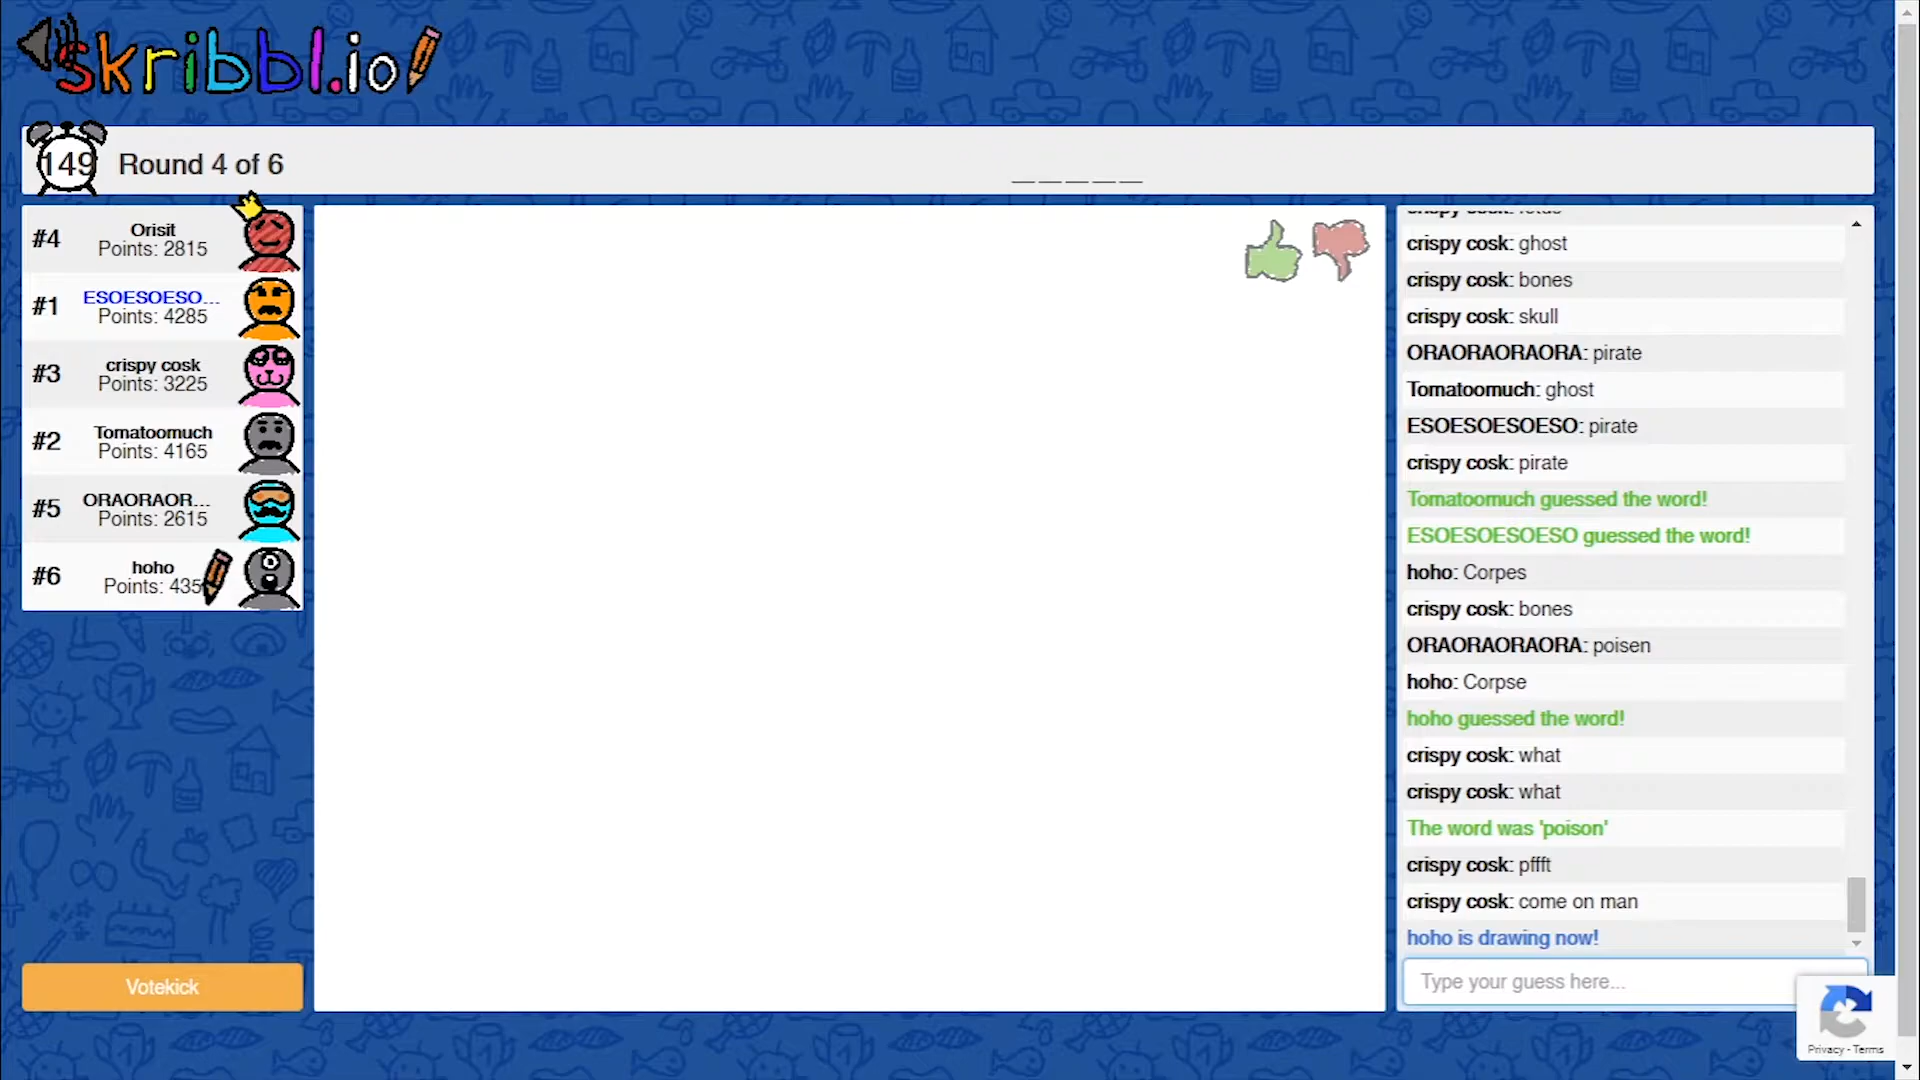 skribbl.io
149 Round 4 of 6
_ _ _ _ _
#4 Orisit
Points: 2815
#1 ESOESOESO...
Points: 4285
#3 crispy cosk
Points: 3225
#2 Tomatoomuch
Points: 4165
#5 ORAORAOR...
Points: 2615
#6 hoho
Points: 435
Votekick
crispy cosk: ghost
crispy cosk: bones
crispy cosk: skull
ORAORAORAORA: pirate
Tomatoomuch: ghost
ESOESOESOESO: pirate
crispy cosk: pirate
Tomatoomuch guessed the word!
ESOESOESOESO guessed the word!
hoho: Corpes
crispy cosk: bones
ORAORAORAORA: poisen
hoho: Corpse
hoho guessed the word!
crispy cosk: what
crispy cosk: what
The word was 'poison'
crispy cosk: pffft
crispy cosk: come on man
hoho is drawing now!
Type your guess here...
Privacy - Terms